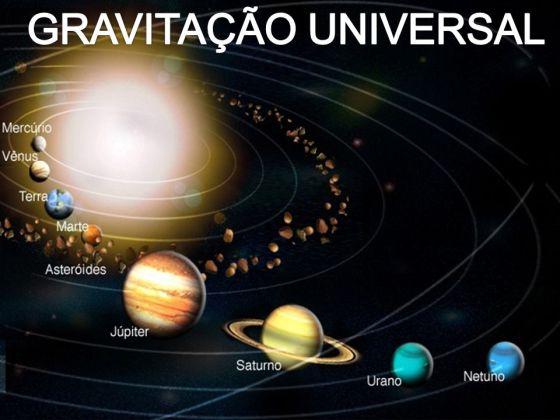 GRAVITAÇÃO UNIVERSAL
Mercúrio
Vênus
Terra
Marte
Asteróides
Júpiter
Saturno
Urano
Netuno